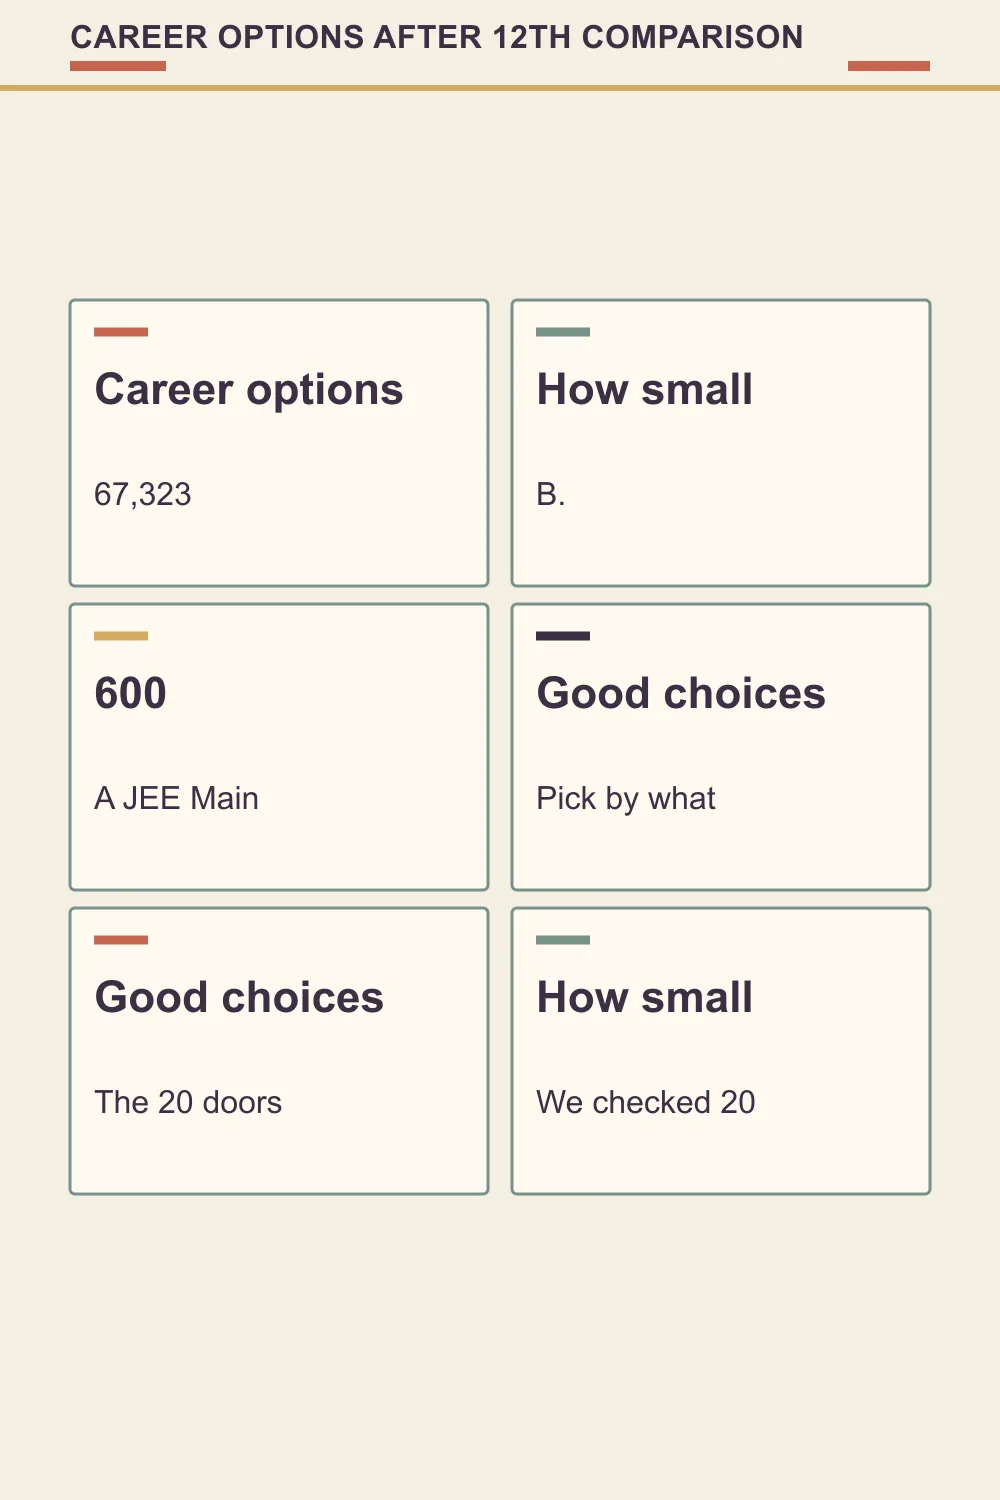 CAREER OPTIONS AFTER 12TH COMPARISON
Career options
67,323
How small
B.
600
A JEE Main
Good choices
Pick by what
Good choices
The 20 doors
How small
We checked 20